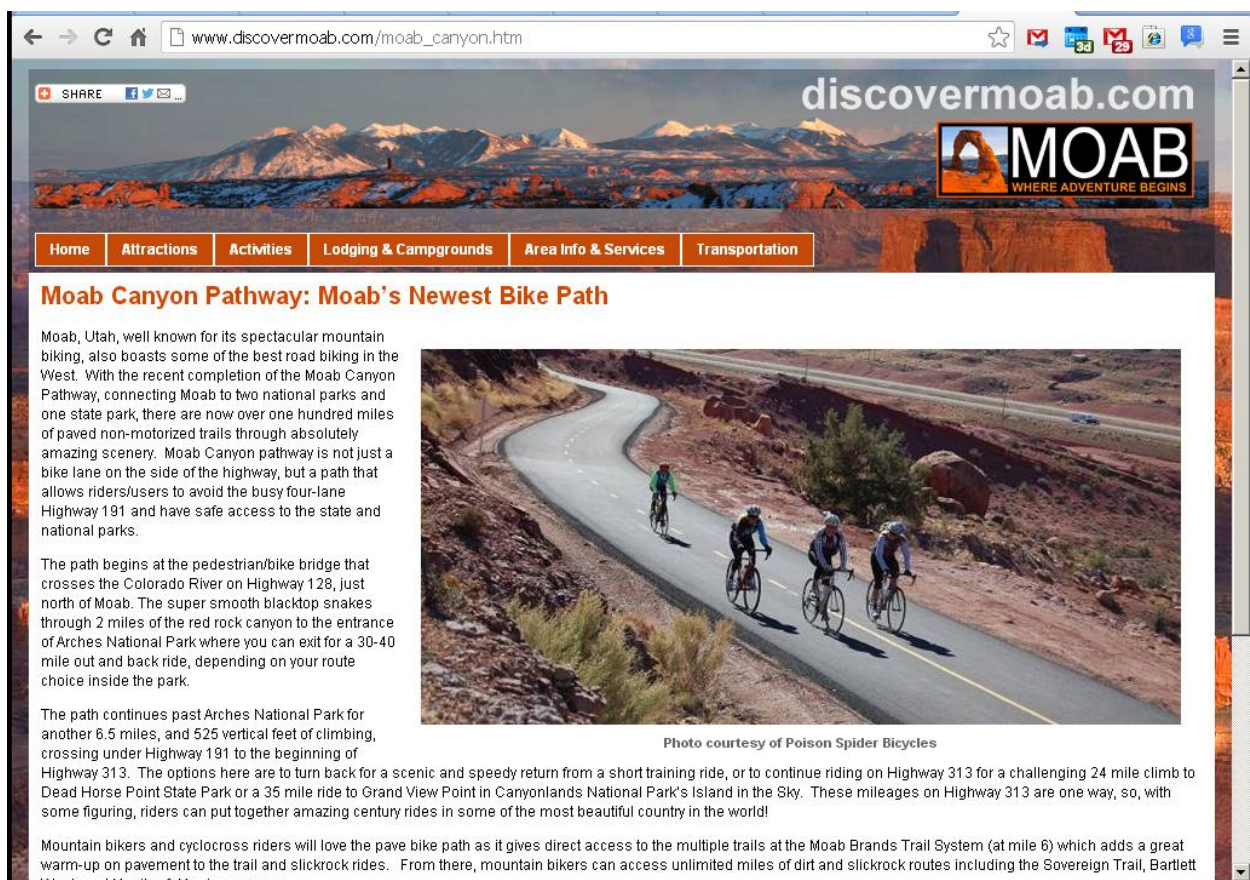 www.discovermoab.com/moab_canyon.htm
3d
29
8
SHARE
...
discovermoab.com
MOAB
WHERE ADVENTURE BEGINS
Home
Attractions
Activities
Lodging & Campgrounds
Area Info & Services
Transportation
Moab Canyon Pathway: Moab's Newest Bike Path
Moab, Utah, well known for its spectacular mountain
biking, also boasts some of the best road biking in the
West. With the recent completion of the Moab Canyon
Pathway, connecting Moab to two national parks and
one state park, there are now over one hundred miles
of paved non-motorized trails through absolutely
amazing scenery. Moab Canyon pathway is not just a
bike lane on the side of the highway, but a path that
allows riders/users to avoid the busy four-lane
Highway 191 and have safe access to the state and
national parks.
The path begins at the pedestrian/bike bridge that
crosses the Colorado River on Highway 128, just
north of Moab. The super smooth blacktop snakes
through 2 miles of the red rock canyon to the entrance
of Arches National Park where you can exit for a 30-40
mile out and back ride, depending on your route
choice inside the park.
The path continues past Arches National Park for
another 6.5 miles, and 525 vertical feet of climbing,
crossing under Highway 191 to the beginning of
Photo courtesy of Poison Spider Bicycles
Highway 313. The options here are to turn back for a scenic and speedy return from a short training ride, or to continue riding on Highway 313 for a challenging 24 mile climb to
Dead Horse Point State Park or a 35 mile ride to Grand View Point in Canyonlands National Park's Island in the Sky. These mileages on Highway 313 are one way, so, with
some figuring, riders can put together amazing century rides in some of the most beautiful country in the world!
Mountain bikers and cyclocross riders will love the pave bike path as it gives direct access to the multiple trails at the Moab Brands Trail System (at mile 6) which adds a great
warm-up on pavement to the trail and slickrock rides. From there, mountain bikers can access unlimited miles of dirt and slickrock routes including the Sovereign Trail, Bartlett